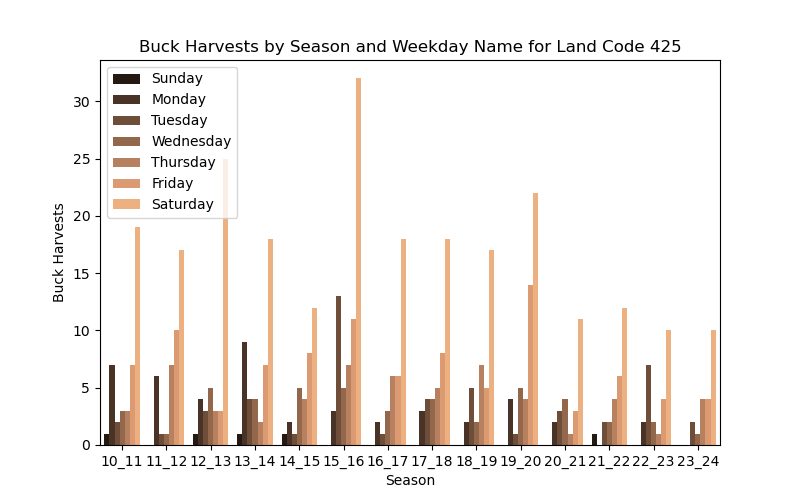 Buck Harvests by Season and Weekday Name for Land Code 425
Sunday
Monday
Tuesday
Wednesday
Thursday
Friday
Saturday
30
25
20
15
10
5
0
Buck Harvests
10_11 11_12 12_13 13_14 14_15 15_16 16_17 17_18 18_19 19_20 20_21 21_22 22_23 23_24
Season